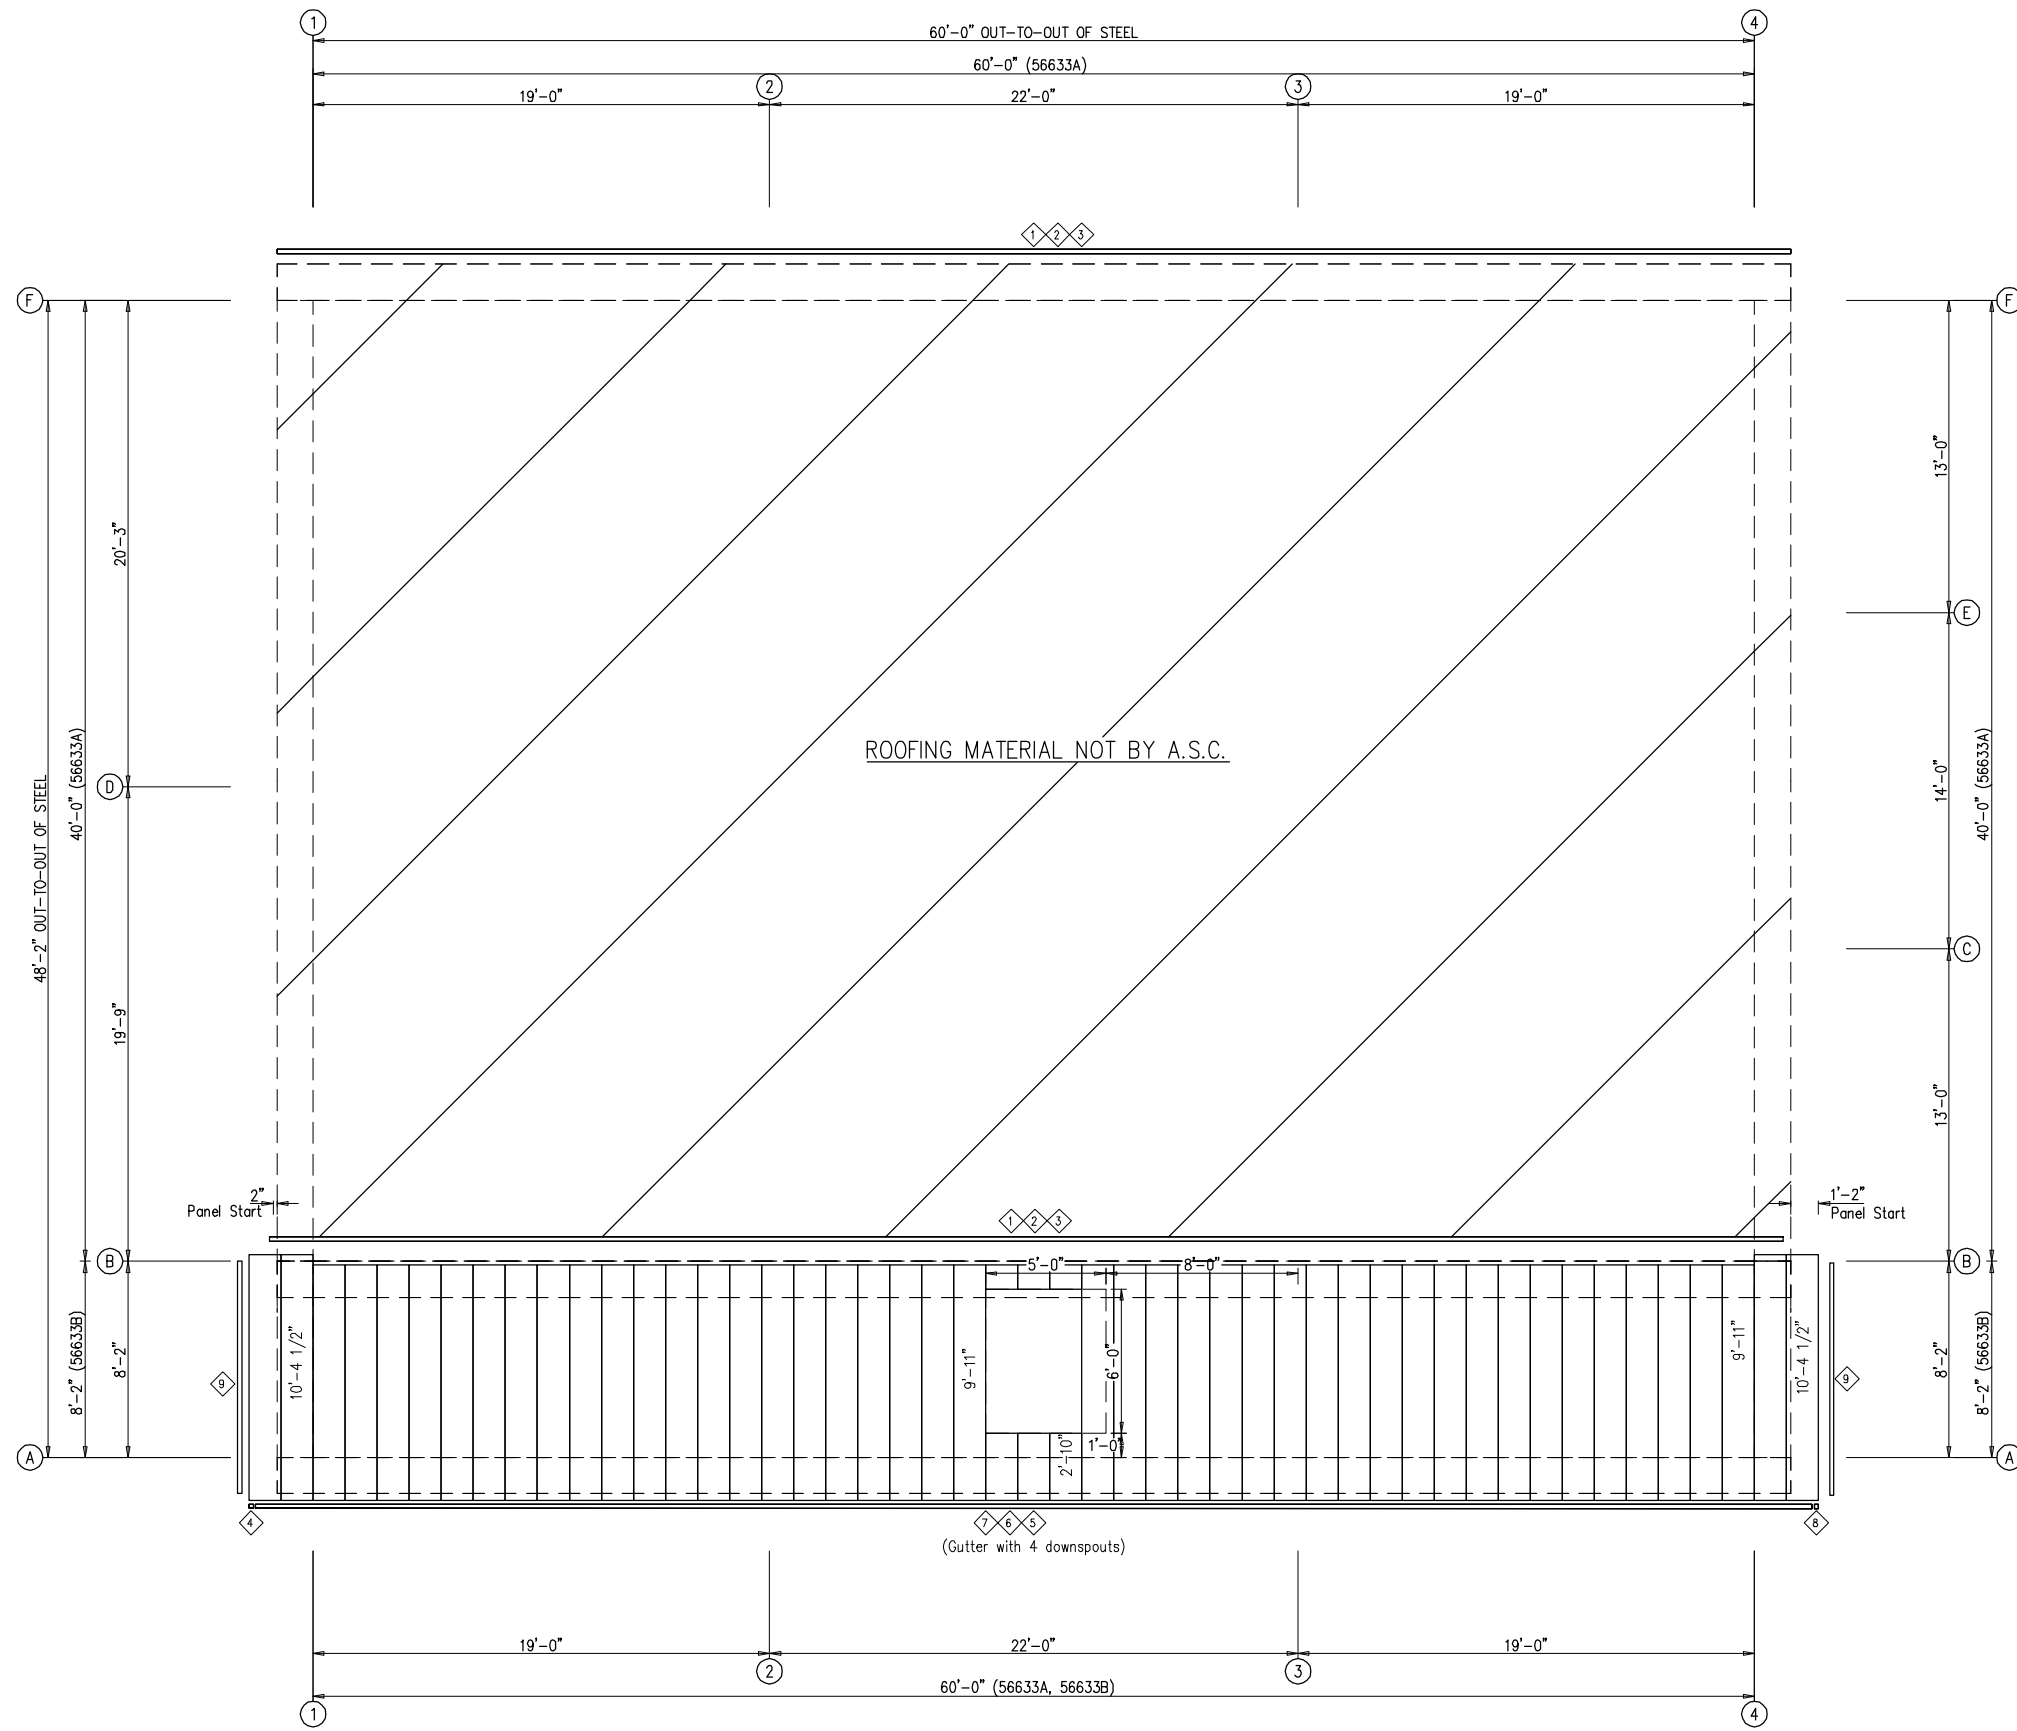 1
4
60'-0" OUT-TO-OUT OF STEEL
60'-0" (56633A)
2
3
19'-0"
22'-0"
19'-0"
1 2 3
F
F
13'-0"
20'-3"
E
ROOFING MATERIAL NOT BY A.S.C.
40'-0" (56633A)
D
14'-0"
40'-0" (56633A)
48'-2" OUT-TO-OUT OF STEEL
C
19'-9"
13'-0"
2"
Panel Start
1'-2"
Panel Start
1 2 3
B
B
5'-0"
8'-0"
8'-2" (56633B)
8'-2"
9
10'-4 1/2"
9'-11"
6'-0"
9'-11"
10'-4 1/2"
9
8'-2"
8'-2" (56633B)
1'-0"
2'-10"
A
A
4
7 6 5
8
(Gutter with 4 downspouts)
19'-0"
22'-0"
19'-0"
2
3
60'-0" (56633A, 56633B)
1
4